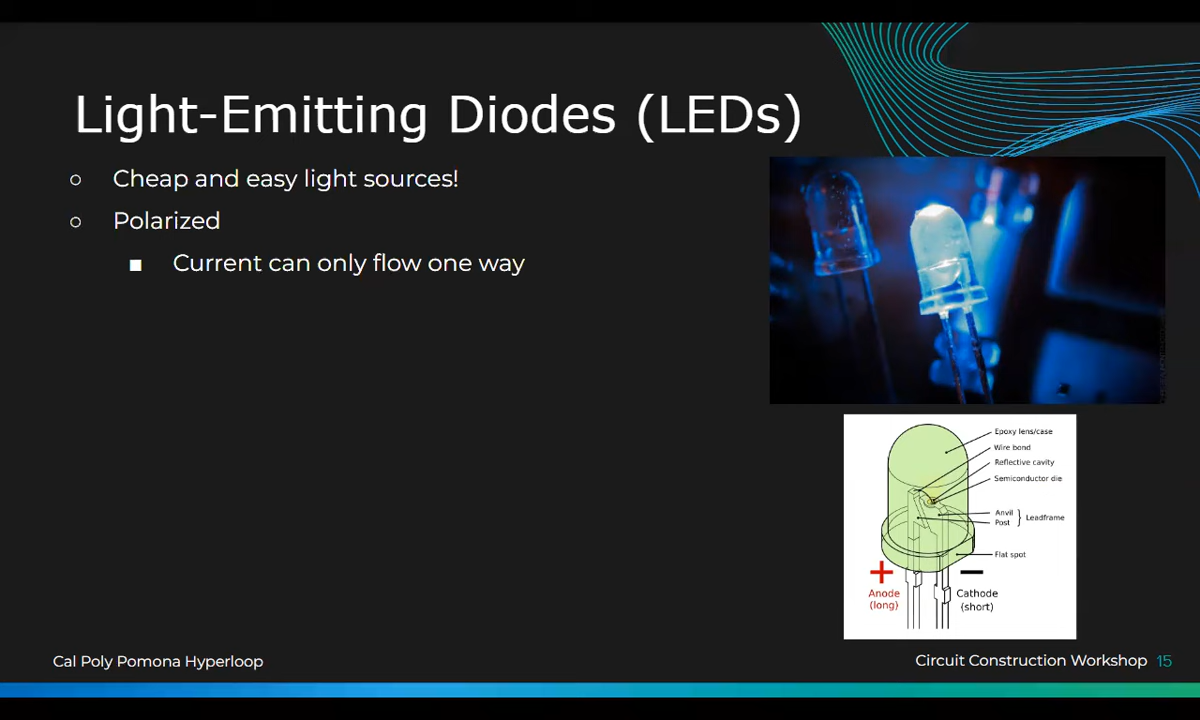 Light-Emitting Diodes (LEDs)
Cheap and easy light sources!
Polarized
Current can only flow one way
Epoxy lens/case
Wire bond
Reflective cavity
Semiconductor die
Anvil
Post
Leadframe
Flat spot
+ −
Anode
(long)
Cathode
(short)
Cal Poly Pomona Hyperloop
Circuit Construction Workshop 15